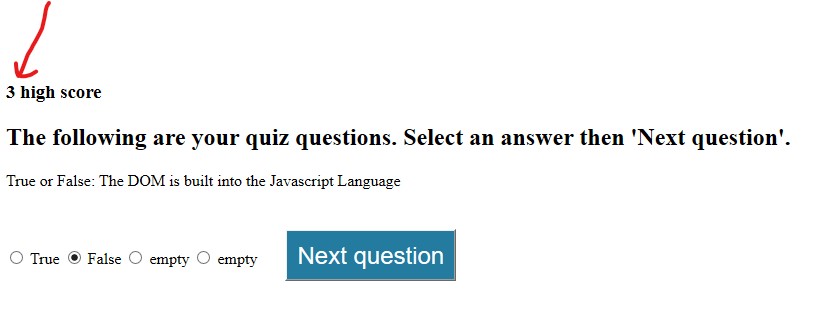 3 high score
The following are your quiz questions. Select an answer then 'Next question'.
True or False: The DOM is built into the Javascript Language
True False empty empty Next question